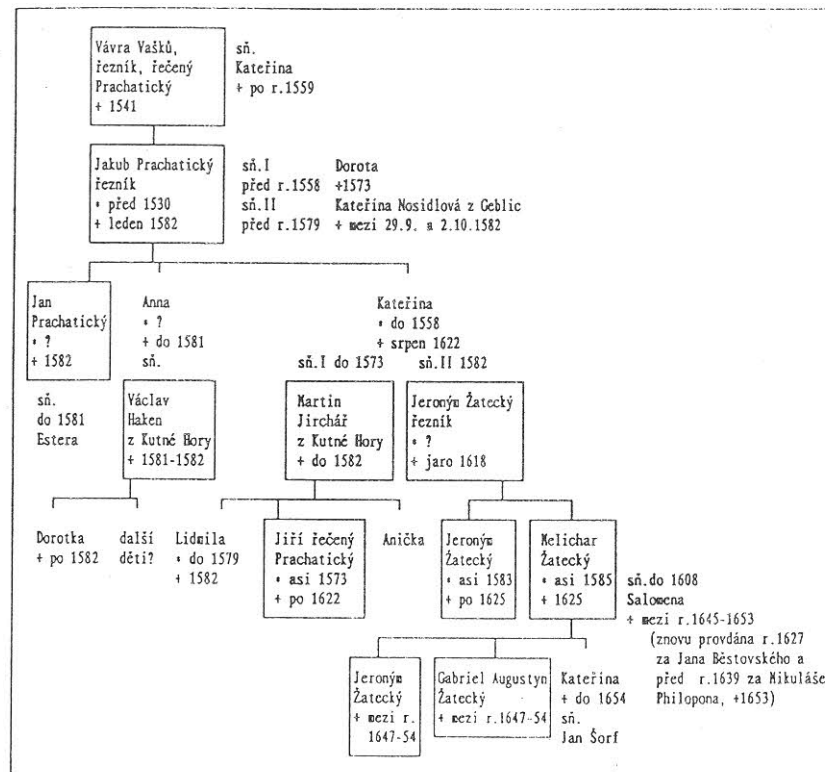 Vávra Vašků,
řezník, řečený
Prachatický
+ 1541
sň.
Kateřina
+ po r.1559
Jakub Prachatický
řezník
* před 1530
+ leden 1582
sň.I
před r.1558
sň.II
před r.1579
Dorota
+1573
Kateřina Nosidlová z Geblic
+ mezi 29.9. a 2.10.1582
Jan
Prachatický
* ?
+ 1582
sň.
do 1581
Estera
Anna
* ?
+ do 1581
sň.
Kateřina
* do 1558
+ srpen 1622
sň.I do 1573
sň.II 1582
Václav
Haken
z Kutné Hory
+ 1581-1582
Martin
Jirchář
z Kutné Hory
+ do 1582
Jeroným Žatecký
řezník
* ?
+ jaro 1618
Dorotka
+ po 1582
další
děti?
Lidmila
* do 1579
+ 1582
Jiří řečený
Prachatický
* asi 1573
+ po 1622
Anička
Jeroným
Žatecký
* asi 1583
+ po 1625
Melichar
Žatecký
* asi 1585
+ 1625
sň.do 1608
Salomena
+ mezi r.1645-1653
(znovu provdána r.1627
za Jana Běstovského a
před r.1639 za Mikuláše
Philopona, +1653)
Jeroným
Žatecký
+ mezi r.
1647-54
Gabriel Augustyn
Žatecký
+ mezi r.1647-54
Kateřina
+ do 1654
sň.
Jan Šorf